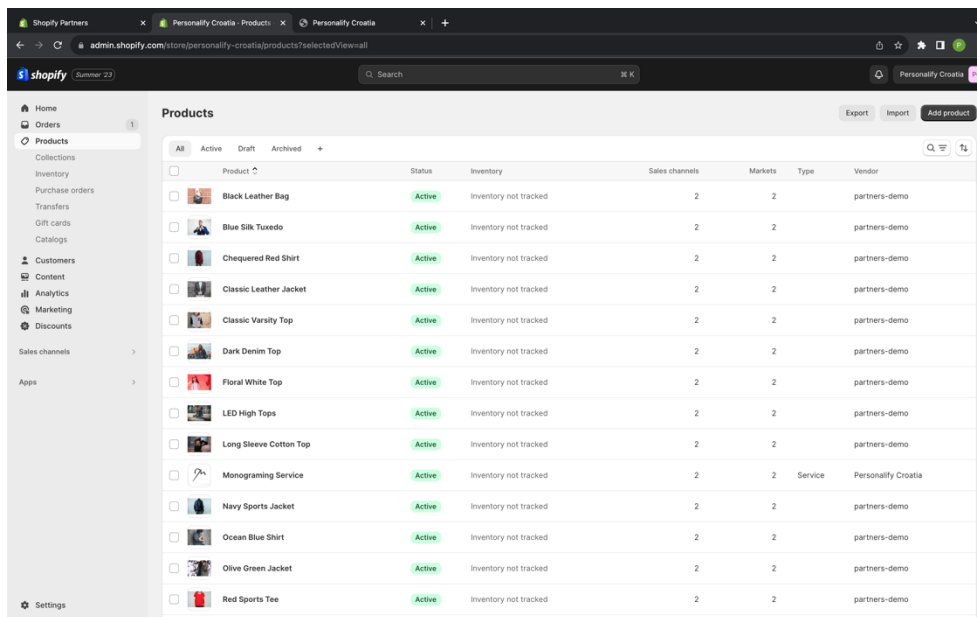 Shopify Partners
Personalify Croatia · Products
Personalify Croatia
admin.shopify.com/store/personalify-croatia/products?selectedView=all
P
shopify Summer '23
Search
⌘ K
Personalify Croatia
Home
Orders 1
Products
Collections
Inventory
Purchase orders
Transfers
Gift cards
Catalogs
Customers
Content
Analytics
Marketing
Discounts
Sales channels
Apps
Settings
Products
Export Import Add product
All Active Draft Archived +
Product Status Inventory Sales channels Markets Type Vendor
Black Leather Bag Active Inventory not tracked 2 2 partners-demo
Blue Silk Tuxedo Active Inventory not tracked 2 2 partners-demo
Chequered Red Shirt Active Inventory not tracked 2 2 partners-demo
Classic Leather Jacket Active Inventory not tracked 2 2 partners-demo
Classic Varsity Top Active Inventory not tracked 2 2 partners-demo
Dark Denim Top Active Inventory not tracked 2 2 partners-demo
Floral White Top Active Inventory not tracked 2 2 partners-demo
LED High Tops Active Inventory not tracked 2 2 partners-demo
Long Sleeve Cotton Top Active Inventory not tracked 2 2 partners-demo
Monograming Service Active Inventory not tracked 2 2 Service Personalify Croatia
Navy Sports Jacket Active Inventory not tracked 2 2 partners-demo
Ocean Blue Shirt Active Inventory not tracked 2 2 partners-demo
Olive Green Jacket Active Inventory not tracked 2 2 partners-demo
Red Sports Tee Active Inventory not tracked 2 2 partners-demo